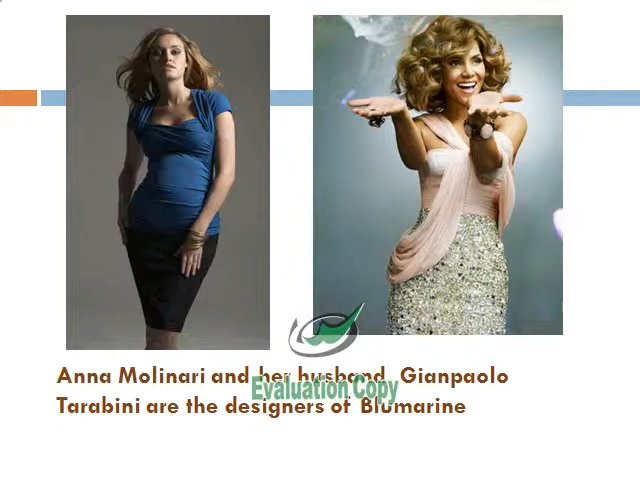 Anna Molinari and her husband Gianpaolo
Tarabini are the designers of Blumarine
Evaluation Copy